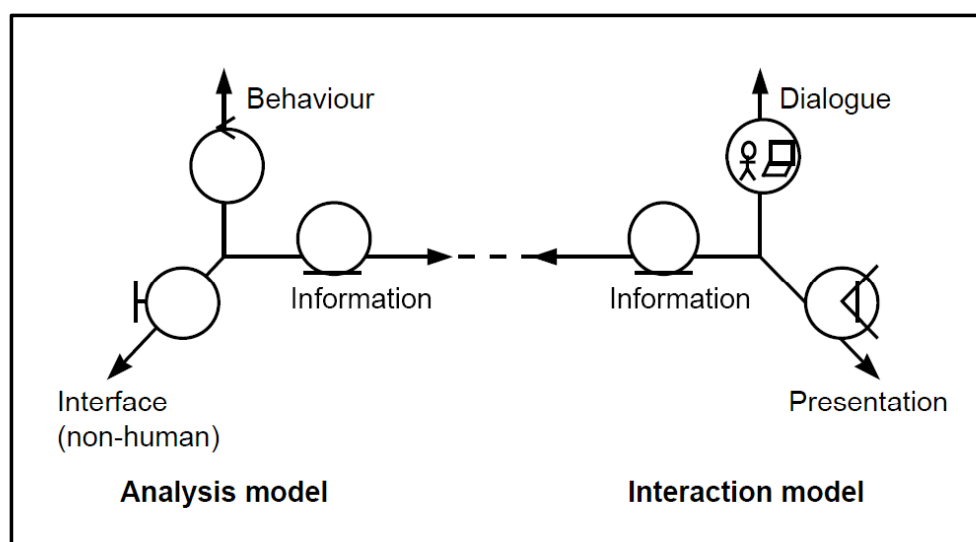 Behaviour
Dialogue
Information
Information
Interface
(non-human)
Presentation
Analysis model
Interaction model